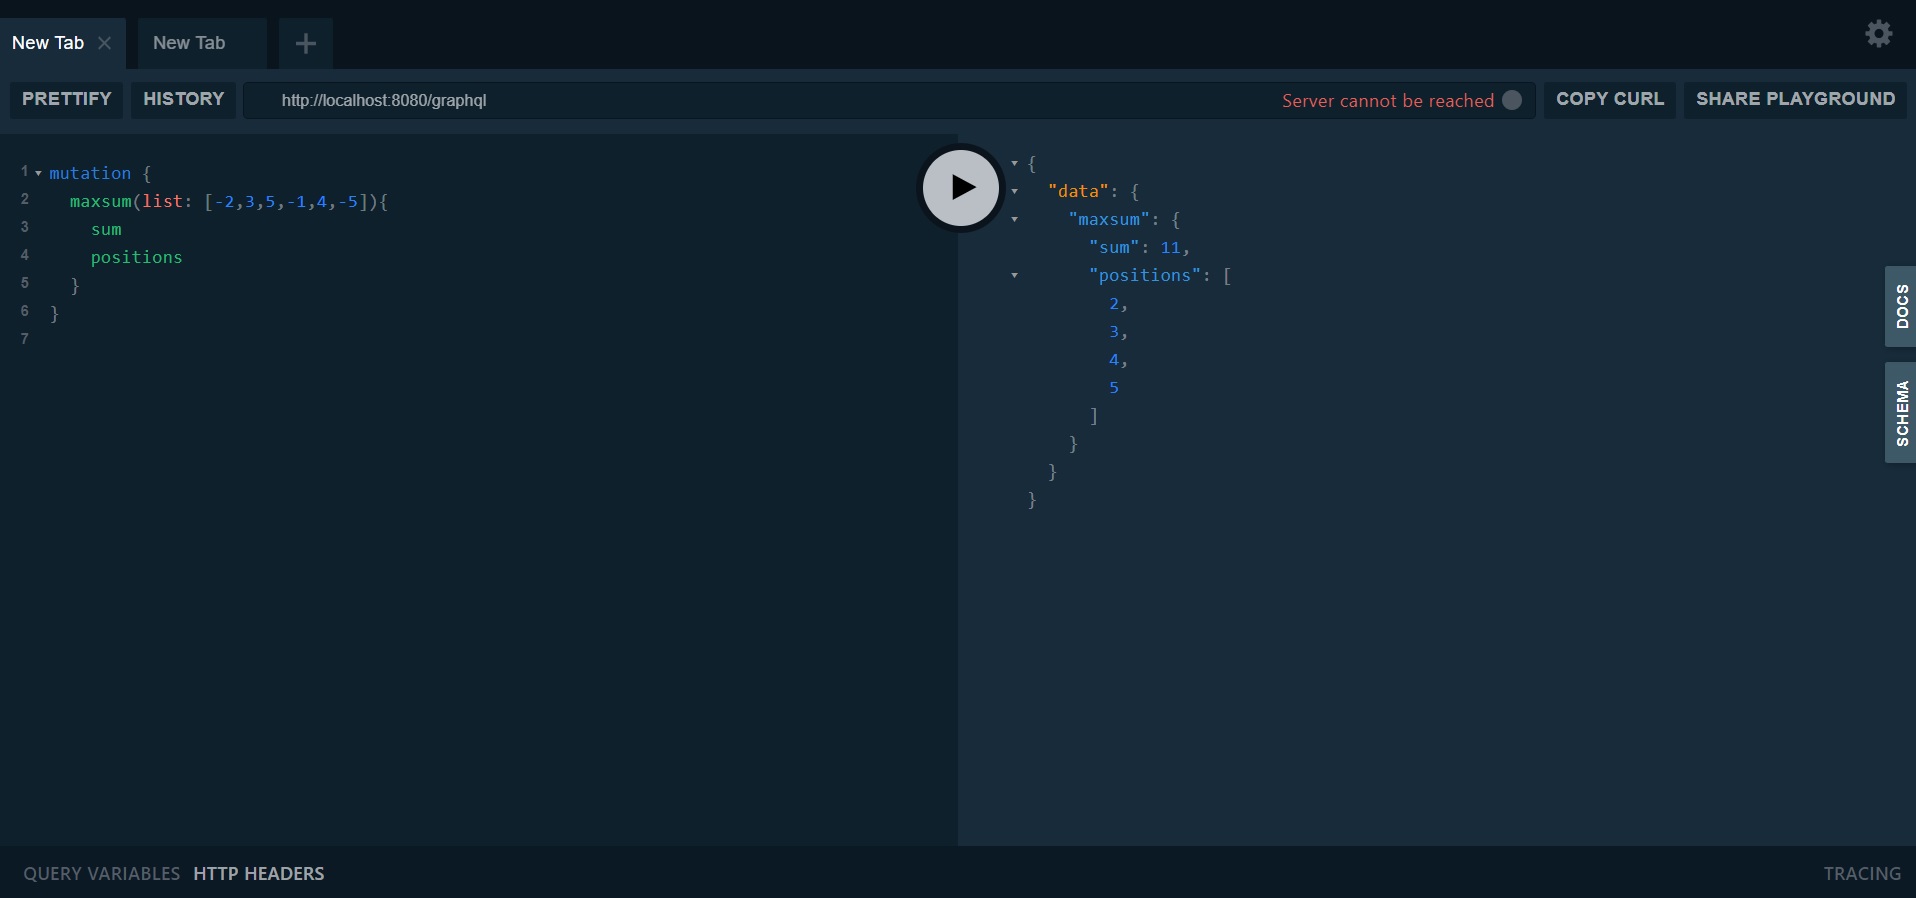 New Tab
New Tab
PRETTIFY HISTORY http://localhost:8080/graphql Server cannot be reached COPY CURL SHARE PLAYGROUND
1 mutation {
2 maxsum(list: [-2,3,5,-1,4,-5]){
3 sum
4 positions
5 }
6 }
7
{
"data": {
"maxsum": {
"sum": 11,
"positions": [
2,
3,
4,
5
]
}
}
}
DOCS
SCHEMA
QUERY VARIABLES HTTP HEADERS
TRACING